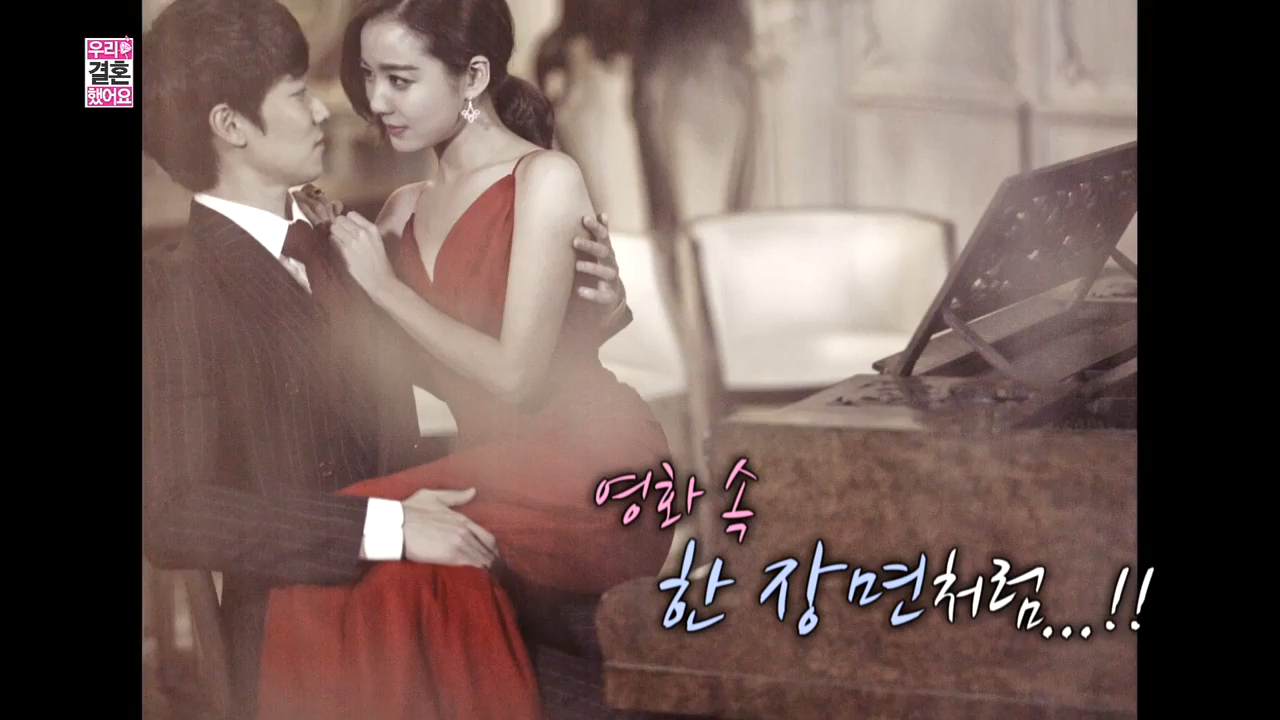 우리
결혼
했어요
영화 속
한 장면처럼...!!